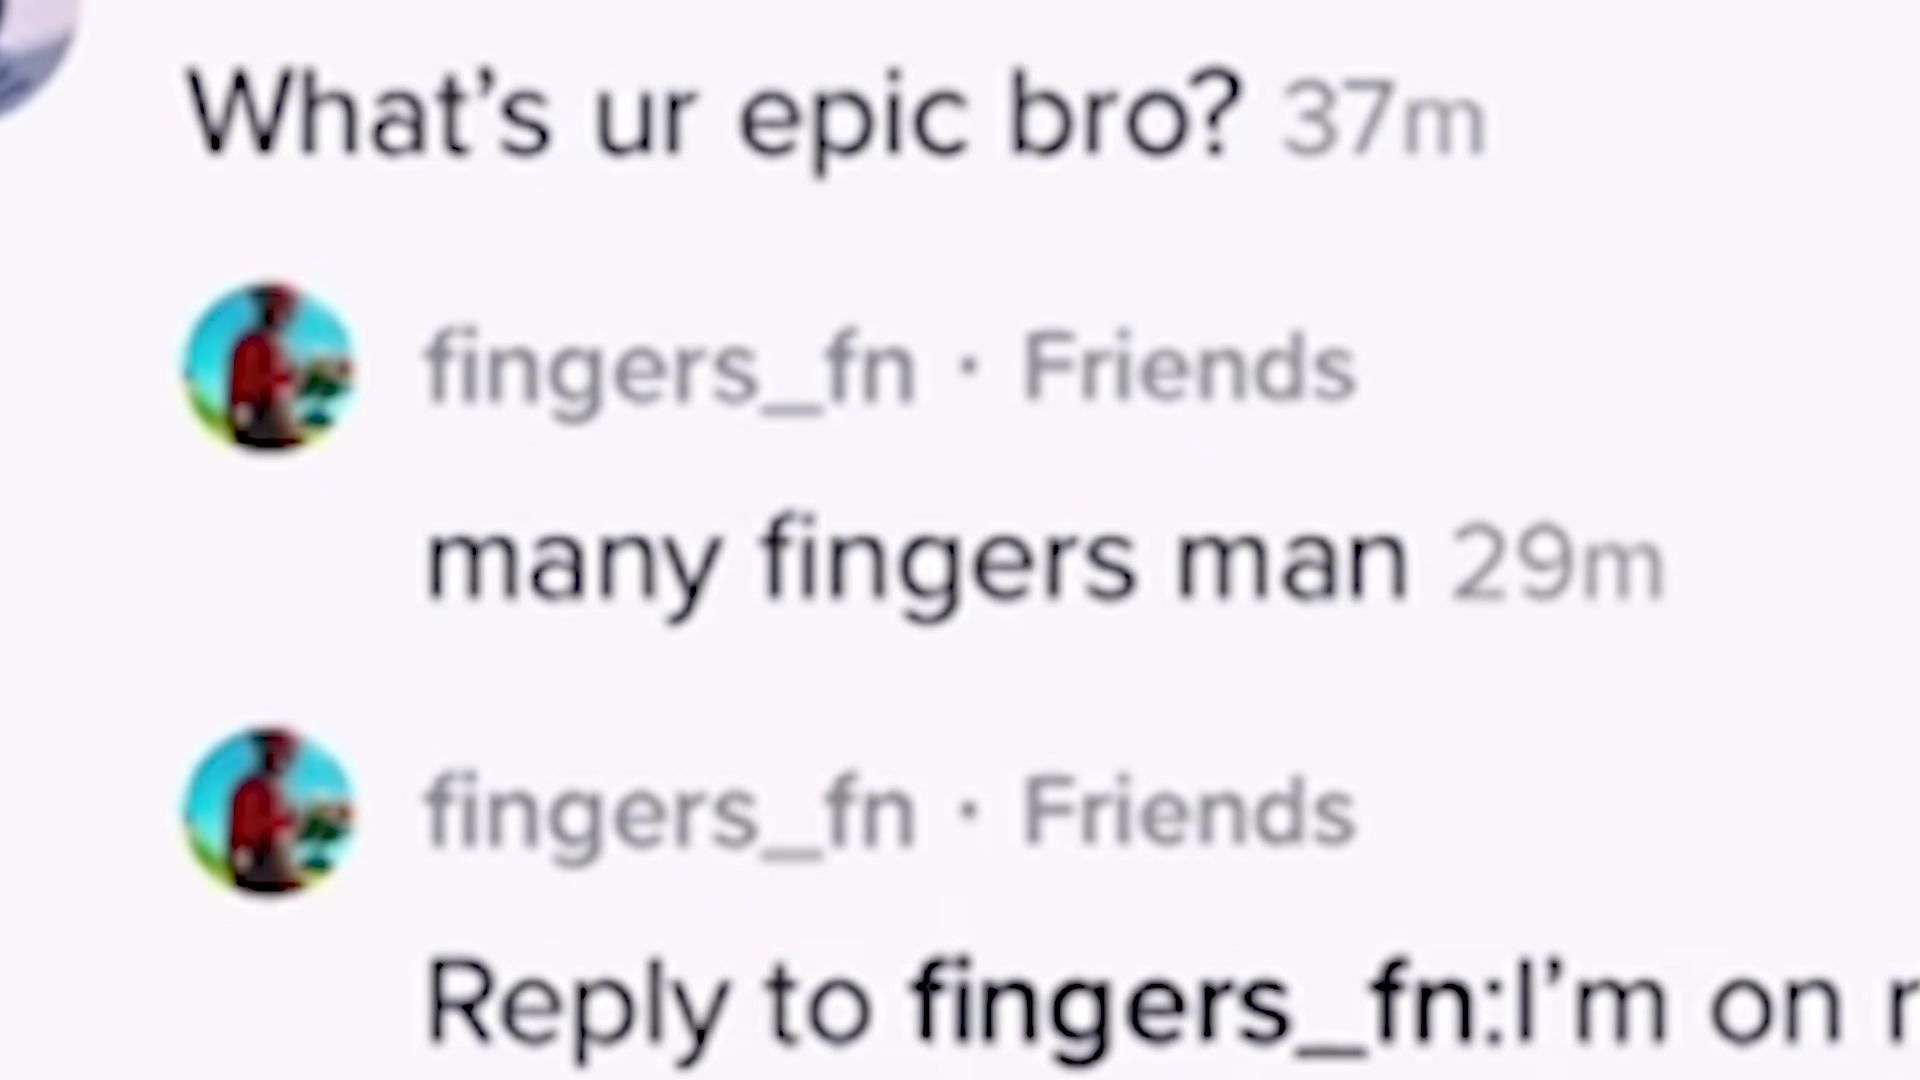 What's ur epic bro? 37m
fingers_fn · Friends
many fingers man 29m
fingers_fn · Friends
Reply to fingers_fn:I'm on